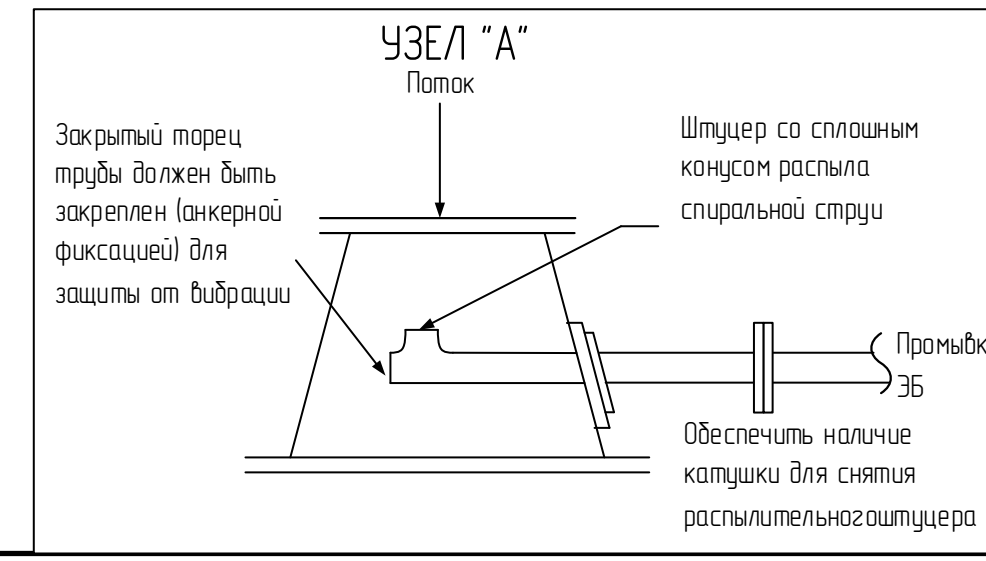 УЗЕЛ "А"
Поток
Закрытый торец
трубы должен быть
закреплен (анкерной
фиксацией) для
защиты от вибрации
Штуцер со сплошным
конусом распыла
спиральной струи
Промывк
ЭБ
Обеспечить наличие
катушки для снятия
распылительногоштуцера